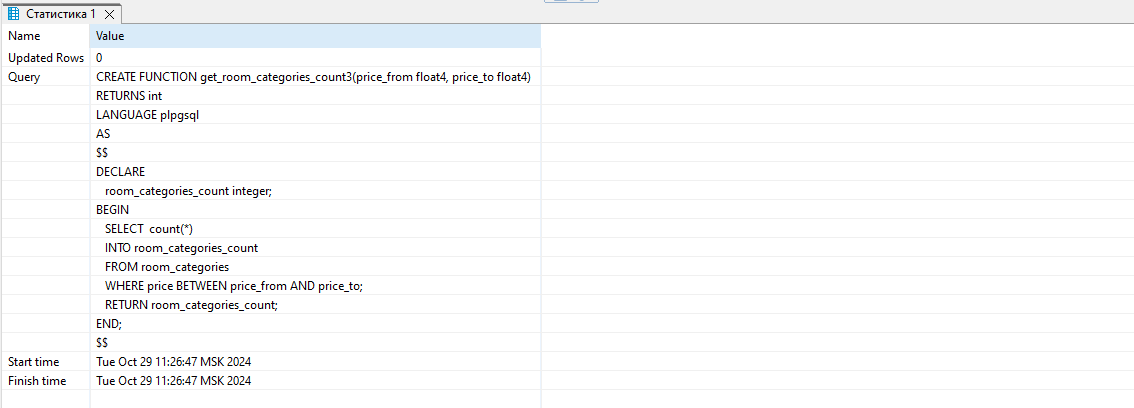 Статистика 1
Name Value
Updated Rows 0
Query CREATE FUNCTION get_room_categories_count3(price_from float4, price_to float4)
RETURNS int
LANGUAGE plpgsql
AS
$$
DECLARE
room_categories_count integer;
BEGIN
SELECT count(*)
INTO room_categories_count
FROM room_categories
WHERE price BETWEEN price_from AND price_to;
RETURN room_categories_count;
END;
$$
Start time Tue Oct 29 11:26:47 MSK 2024
Finish time Tue Oct 29 11:26:47 MSK 2024